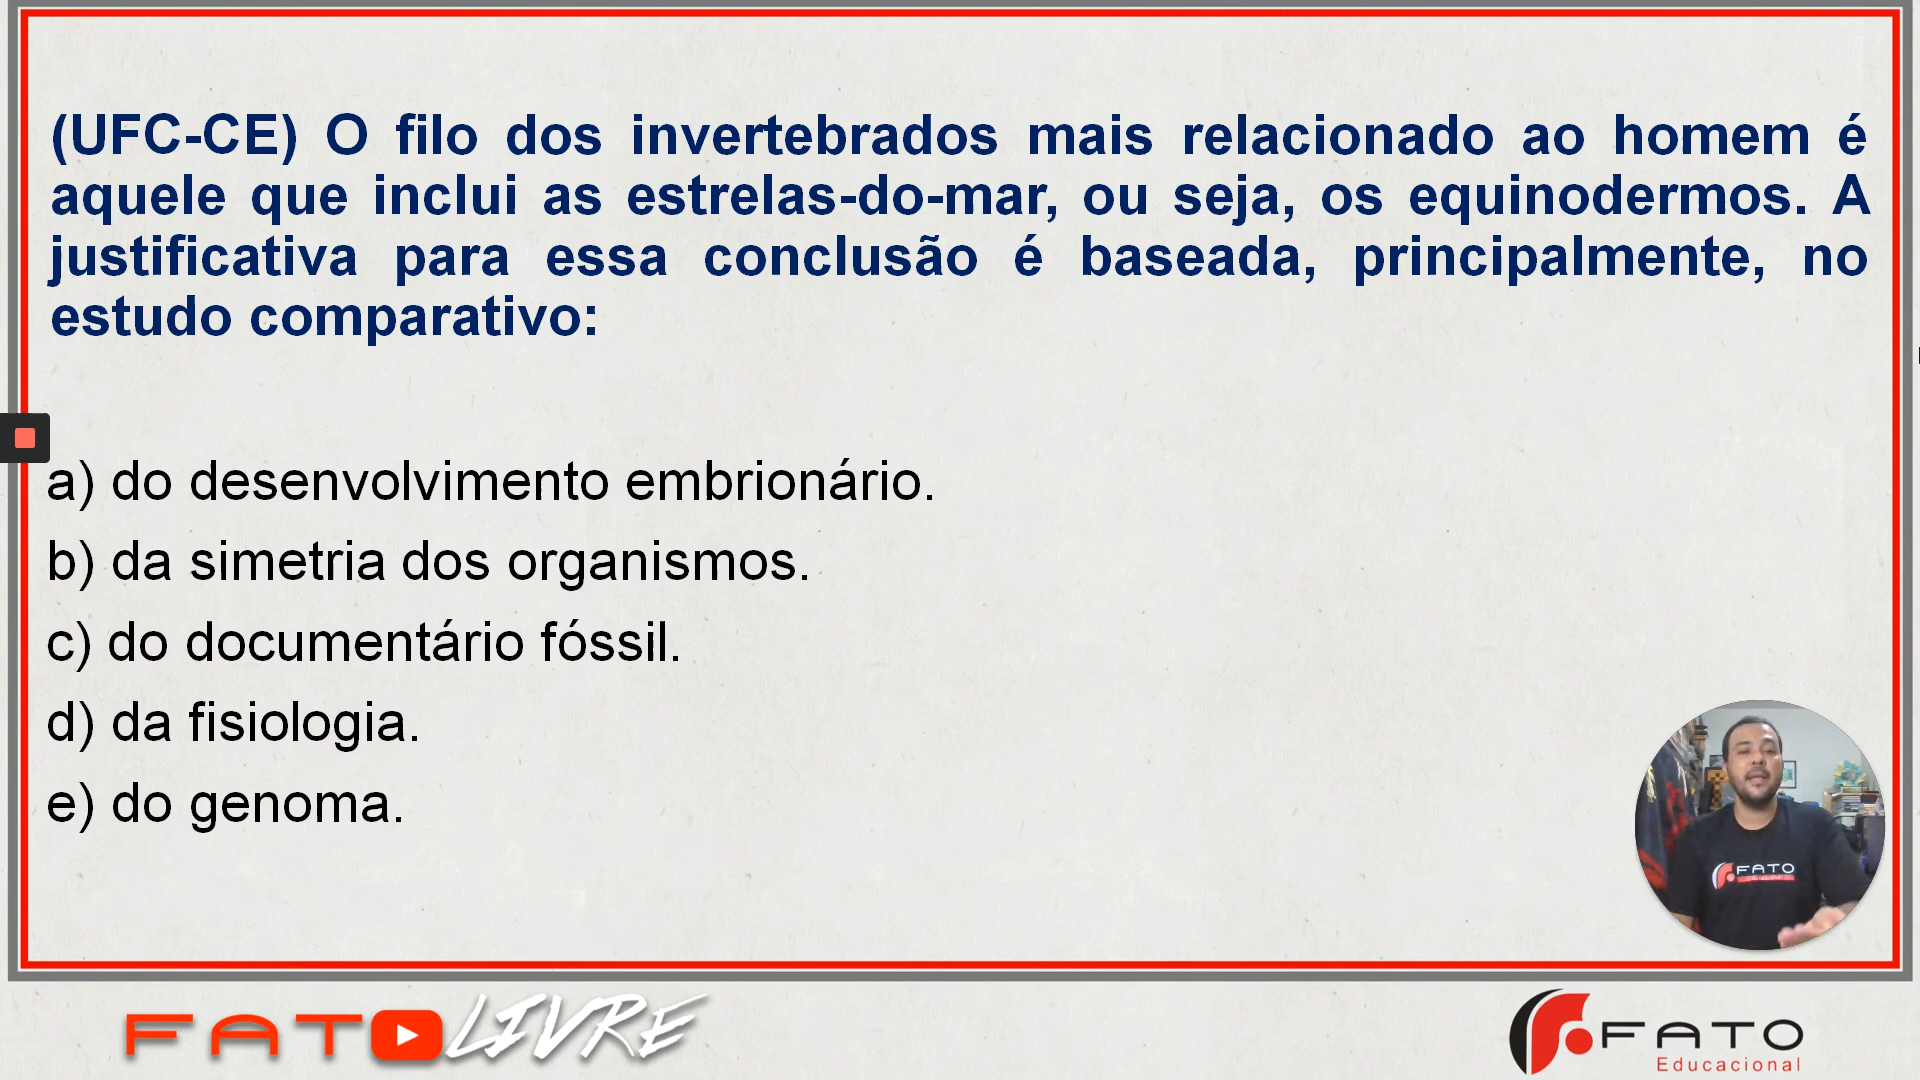 (UFC-CE) O filo dos invertebrados mais relacionado ao homem é
aquele que inclui as estrelas-do-mar, ou seja, os equinodermos. A
justificativa para essa conclusão é baseada, principalmente, no
estudo comparativo:
a) do desenvolvimento embrionário.
b) da simetria dos organismos.
c) do documentário fóssil.
d) da fisiologia.
e) do genoma.
FATO
FAT LIVRE
FATO
Educacional